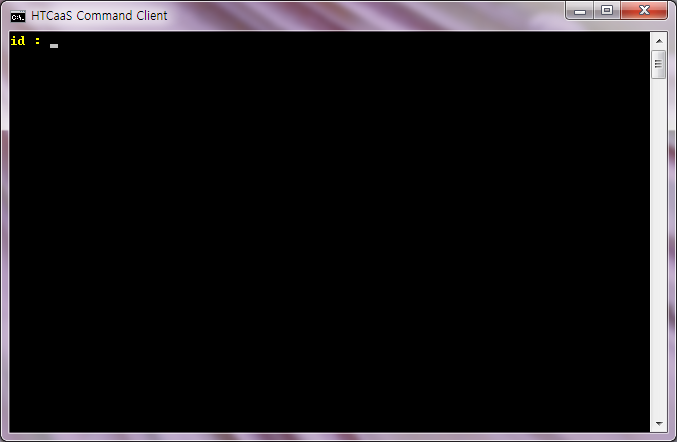 HTCaaS Command Client
id :